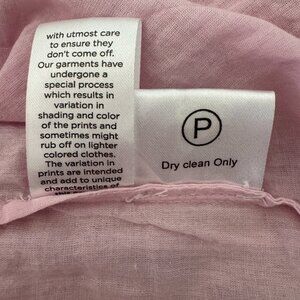 with utmost care
to ensure they
don't come off.
Our garments have
undergone a
special process
which results in
variation in
shading and color
of the prints and
sometimes might
rub off on lighter
colored clothes.
The variation in
prints are intended
and add to unique
characteristics of
P
Dry clean Only